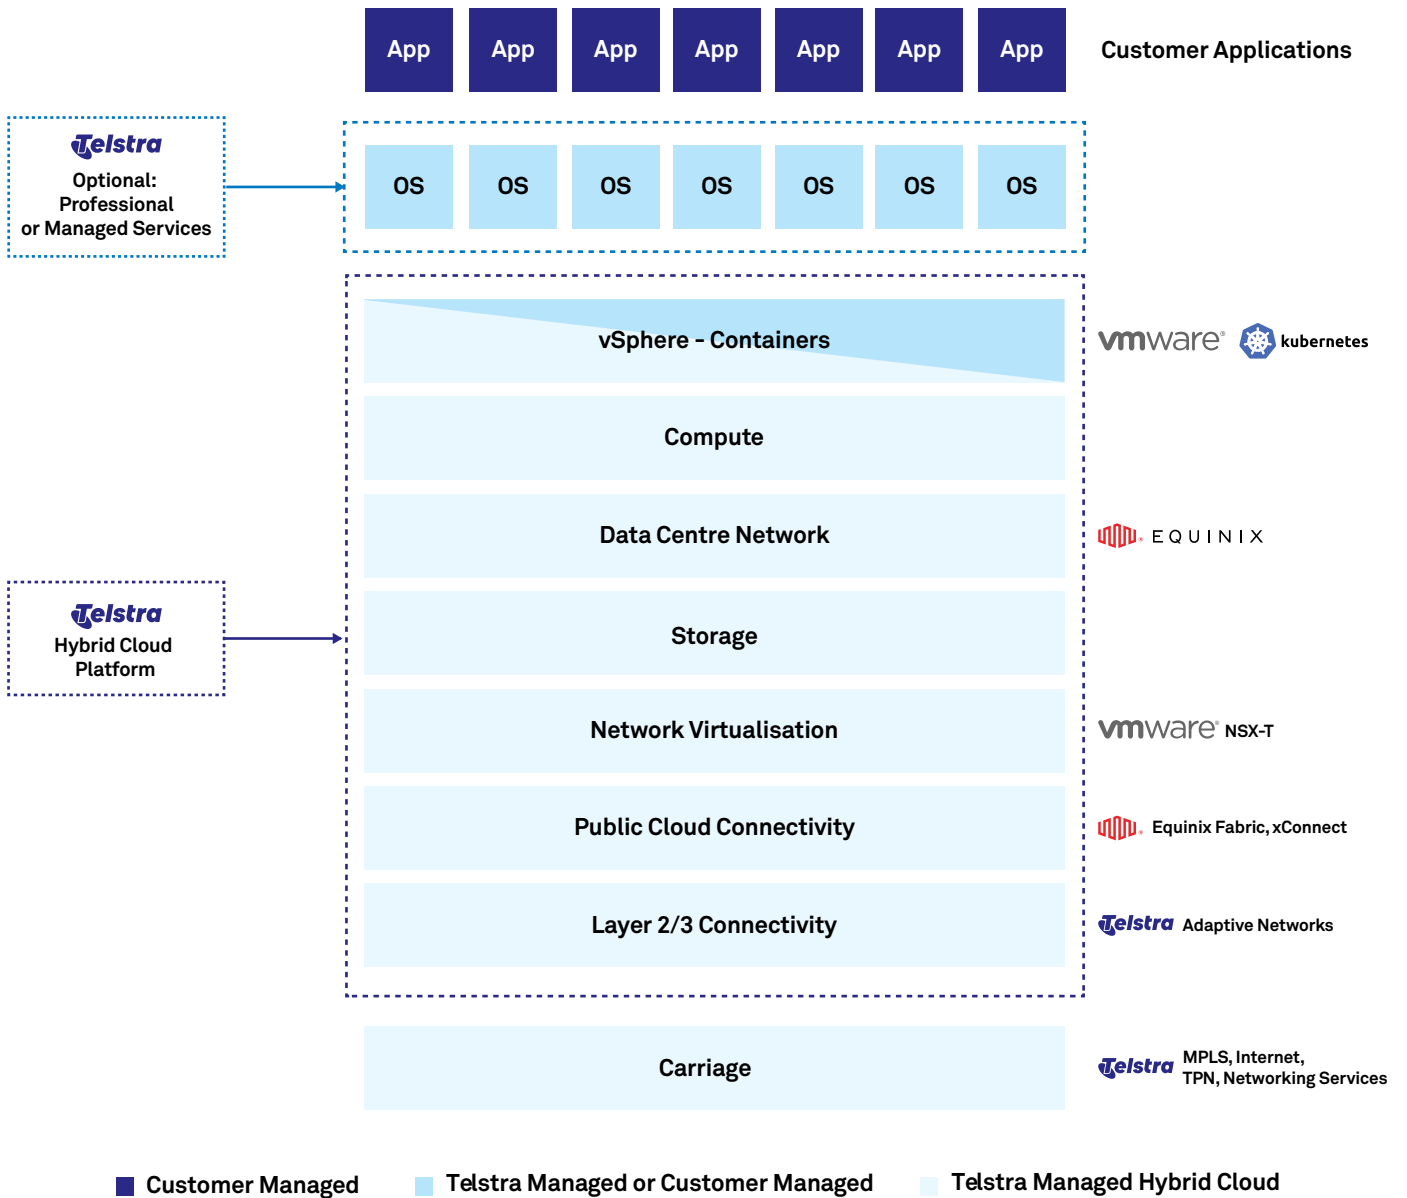 App App App App App App App Customer Applications
Telstra
Optional:
Professional
or Managed Services
OS OS OS OS OS OS OS
vSphere - Containers
vmware® kubernetes
Compute
Data Centre Network
EQUINIX
Telstra
Hybrid Cloud
Platform
Storage
Network Virtualisation
vmware® NSX-T
Public Cloud Connectivity
Equinix Fabric, xConnect
Layer 2/3 Connectivity
Telstra Adaptive Networks
Carriage
Telstra MPLS, Internet,
TPN, Networking Services
Customer Managed
Telstra Managed or Customer Managed
Telstra Managed Hybrid Cloud